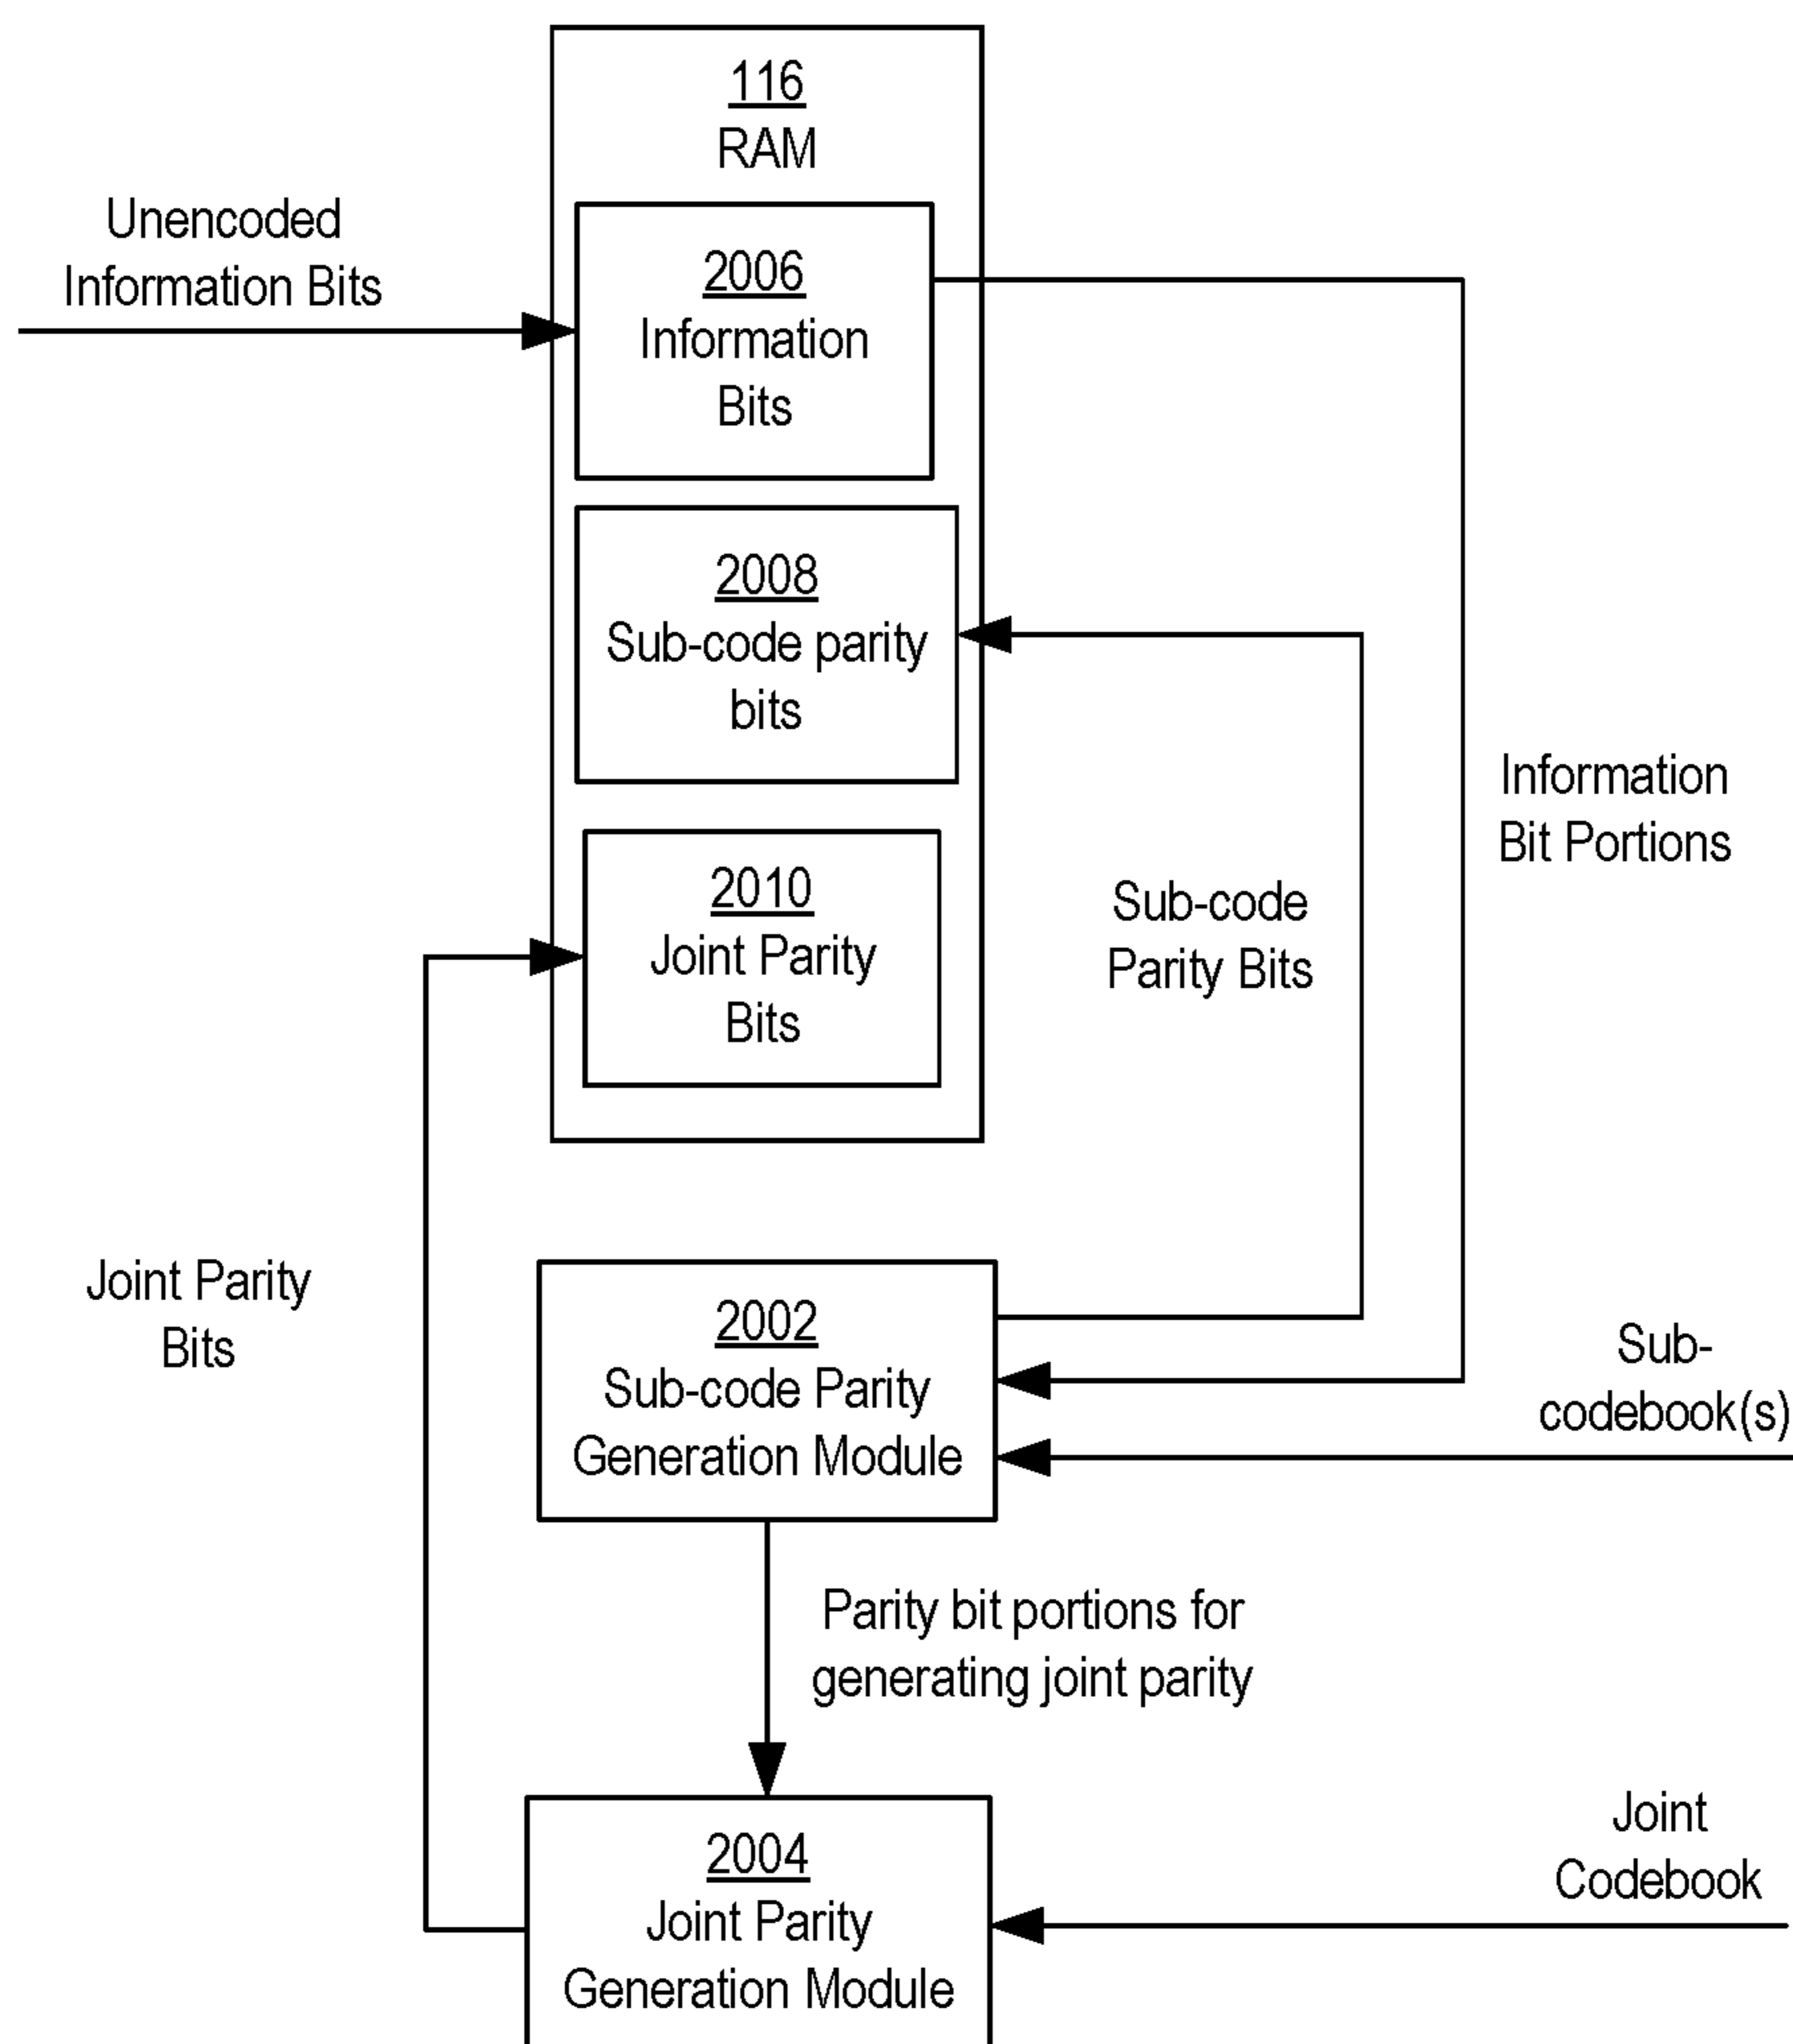 116
RAM
Unencoded
Information Bits
2006
Information
Bits
2008
Sub-code parity
bits
Information
Bit Portions
2010
Joint Parity
Bits
Sub-code
Parity Bits
Joint Parity
Bits
2002
Sub-code Parity
Generation Module
Sub-
codebook(s)
Parity bit portions for
generating joint parity
2004
Joint Parity
Generation Module
Joint
Codebook